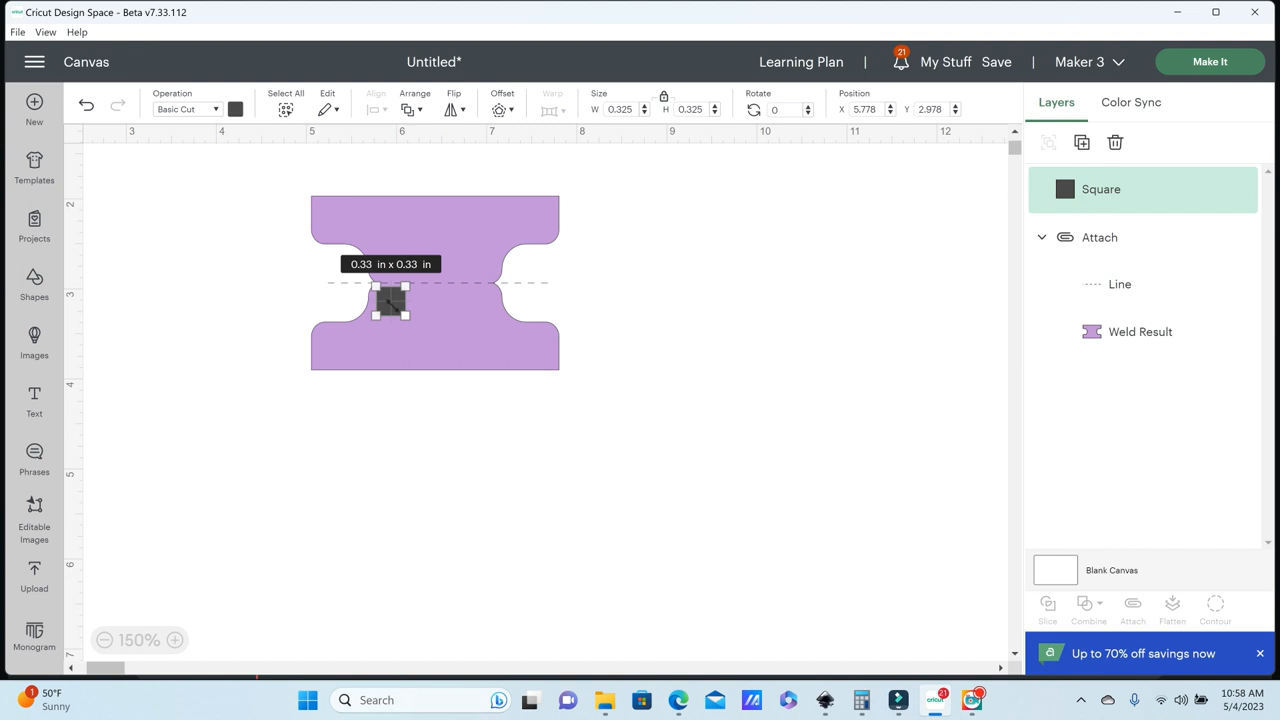 Cricut Design Space - Beta v7.33.112
File View Help
Canvas
Untitled*
Learning Plan
21
My Stuff Save
Maker 3
Make It
Operation
Basic Cut
Select All
Edit
Align
Arrange
Flip
Offset
Warp
Size
W 0.325
H 0.325
Rotate
0
Position
X 5.778
Y 2.978
Layers
Color Sync
New
Templates
Projects
Shapes
Images
Text
Phrases
Editable
Images
Upload
Monogram
3 4 5 6 7 8 9 10 11 12
2
3
4
5
6
7
0.33 in x 0.33 in
150%
Square
Attach
Line
Weld Result
Blank Canvas
Slice Combine Attach Flatten Contour
Up to 70% off savings now
1
50°F
Sunny
Search
21
10:58 AM
5/4/2023